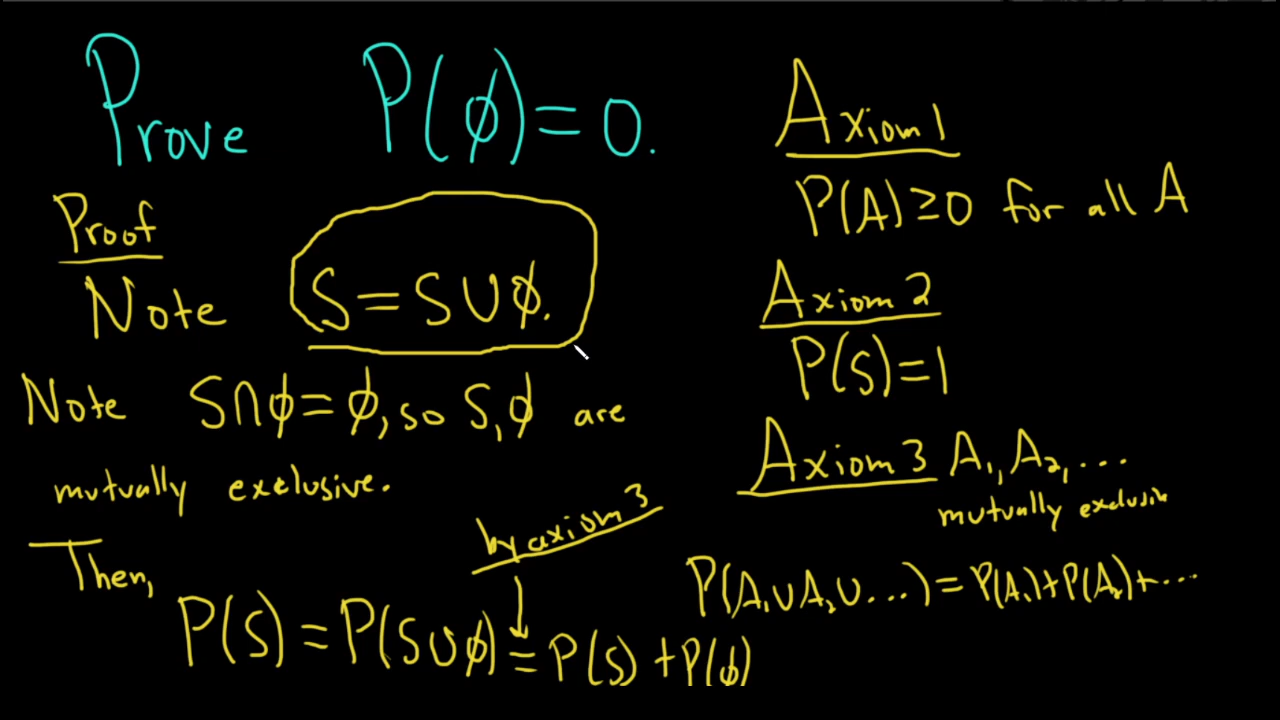 Prove P(ϕ)=0.
Proof
Note S=S∪ϕ.
Note S∩ϕ=ϕ, so S,ϕ are
mutually exclusive.
Then,
by axiom 3
P(S)=P(S∪ϕ)=P(S)+P(ϕ)
Axiom 1
P(A)≥0 for all A
Axiom 2
P(S)=1
Axiom 3 A₁, A₂, ...
mutually exclusiv
P(A₁∪A₂∪...)=P(A₁)+P(A₂)+...